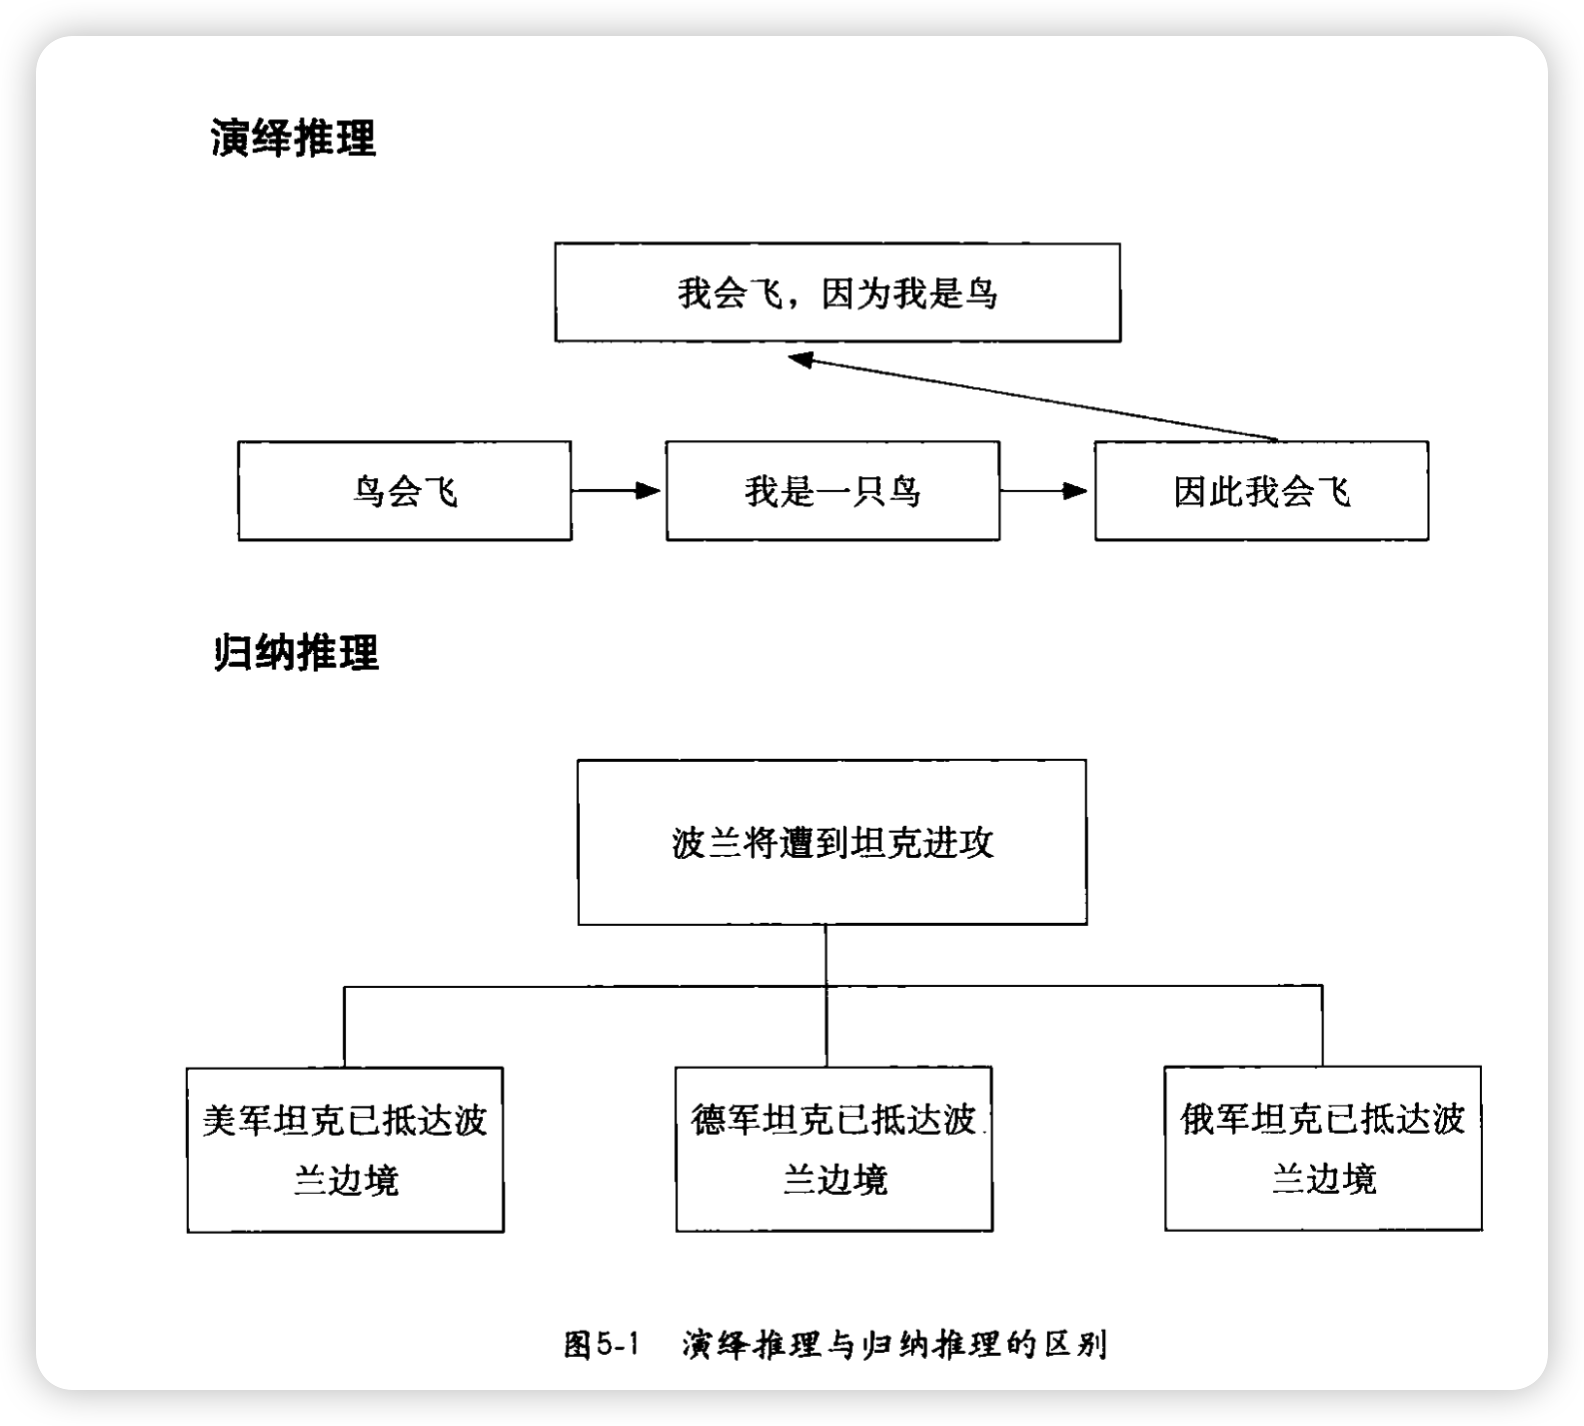 演绎推理
我会飞，因为我是鸟
鸟会飞
我是一只鸟
因此我会飞
归纳推理
波兰将遭到坦克进攻
美军坦克已抵达波
兰边境
德军坦克已抵达波
兰边境
俄军坦克已抵达波
兰边境
图5-1 演绎推理与归纳推理的区别